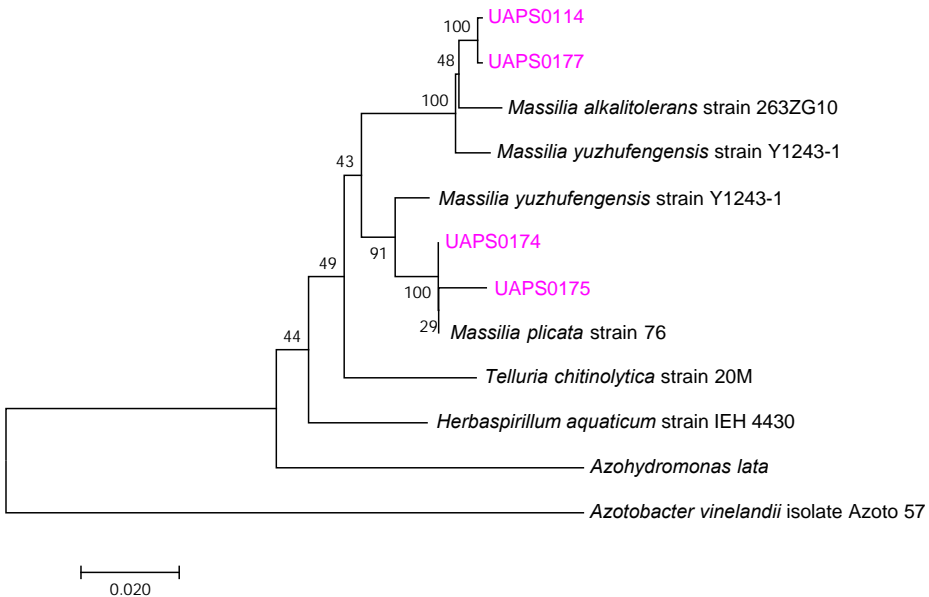 UAPS0114
100
UAPS0177
48
Massilia alkalitolerans strain 263ZG10
100
Massilia yuzhufengensis strain Y1243-1
43
Massilia yuzhufengensis strain Y1243-1
UAPS0174
91
49
UAPS0175
100
29
Massilia plicata strain 76
44
Telluria chitinolytica strain 20M
Herbaspirillum aquaticum strain IEH 4430
Azohydromonas lata
Azotobacter vinelandii isolate Azoto 57
0.020